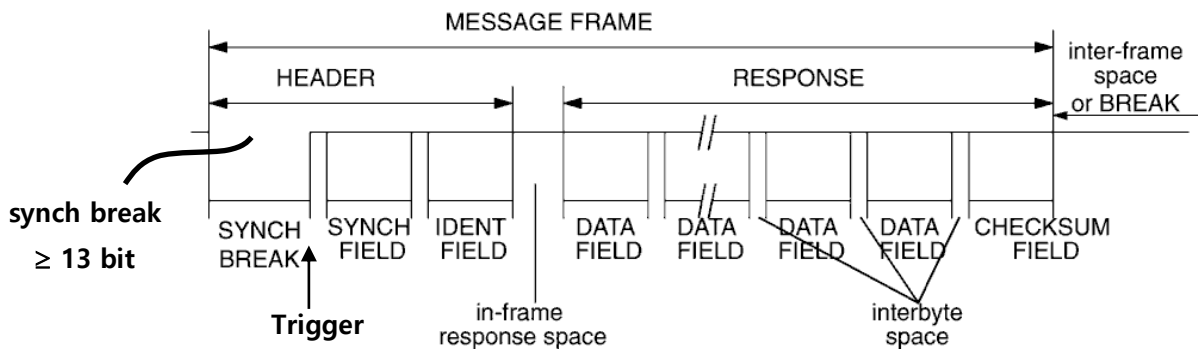 MESSAGE FRAME
HEADER
RESPONSE
inter-frame
space
or BREAK
synch break
≥ 13 bit
SYNCH
BREAK
SYNCH
FIELD
IDENT
FIELD
DATA
FIELD
DATA
FIELD
DATA
FIELD
DATA
FIELD
CHECKSUM
FIELD
Trigger
in-frame
response space
interbyte
space